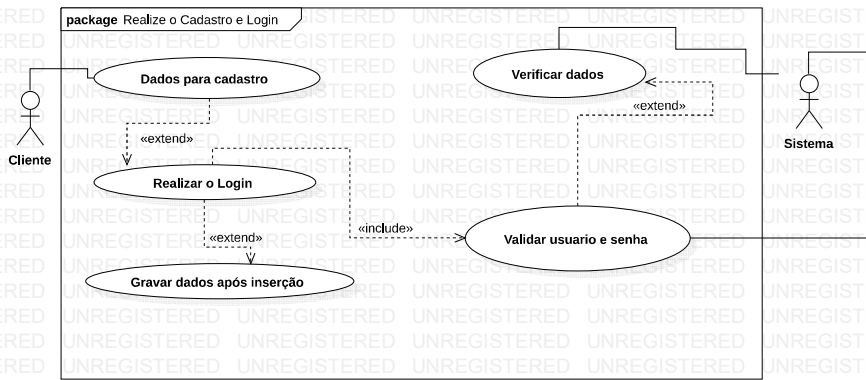 package Realize o Cadastro e Login
Dados para cadastro
Verificar dados
«extend»
Sistema
«extend»
Cliente
Realizar o Login
«include»
«extend»
Validar usuario e senha
Gravar dados após inserção
UNREGISTERED